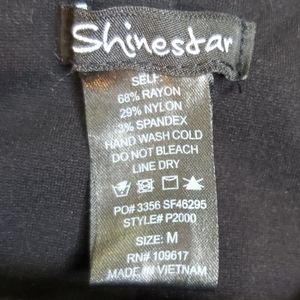 Shinestar
SELF:
68% RAYON
29% NYLON
3% SPANDEX
HAND WASH COLD
DO NOT BLEACH
LINE DRY
PO# 3356 SF46295
STYLE# P2000
SIZE: M
RN# 109617
MADE IN VIETNAM